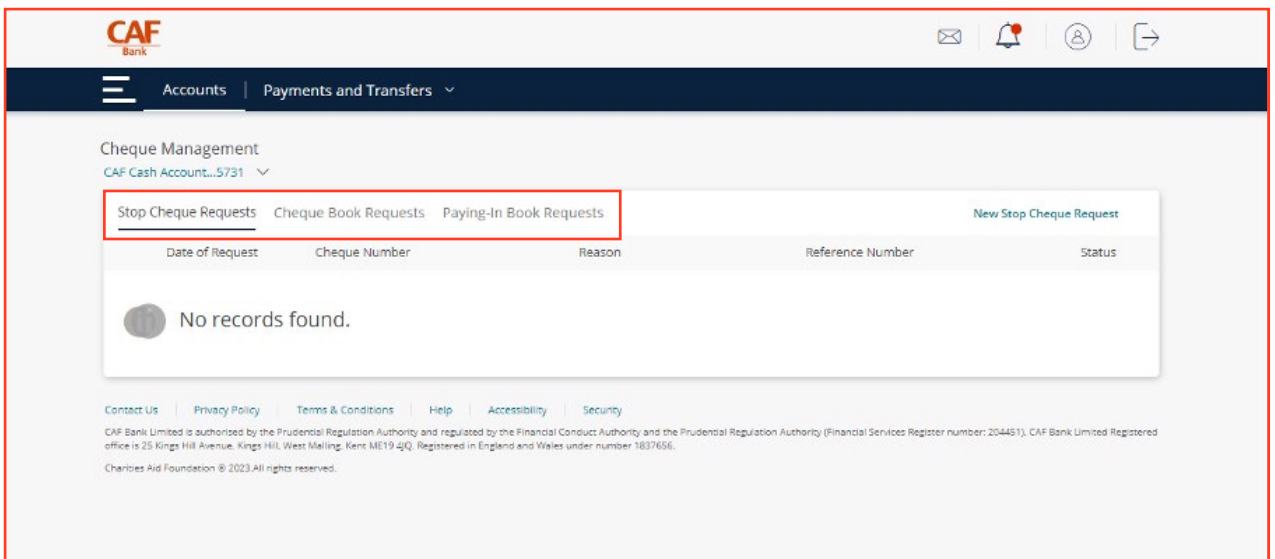 CAF
Bank
Accounts | Payments and Transfers
Cheque Management
CAF Cash Account...5731
Stop Cheque Requests Cheque Book Requests Paying-In Book Requests New Stop Cheque Request
Date of Request Cheque Number Reason Reference Number Status
No records found.
Contact Us | Privacy Policy | Terms & Conditions | Help | Accessibility | Security
CAF Bank Limited is authorised by the Prudential Regulation Authority and regulated by the Financial Conduct Authority and the Prudential Regulation Authority (Financial Services Register number: 204451). CAF Bank Limited Registered
office is 25 Kings Hill Avenue, Kings Hill, West Malling, Kent ME19 4JQ. Registered in England and Wales under number 1837656.
Charities Aid Foundation © 2023.All rights reserved.